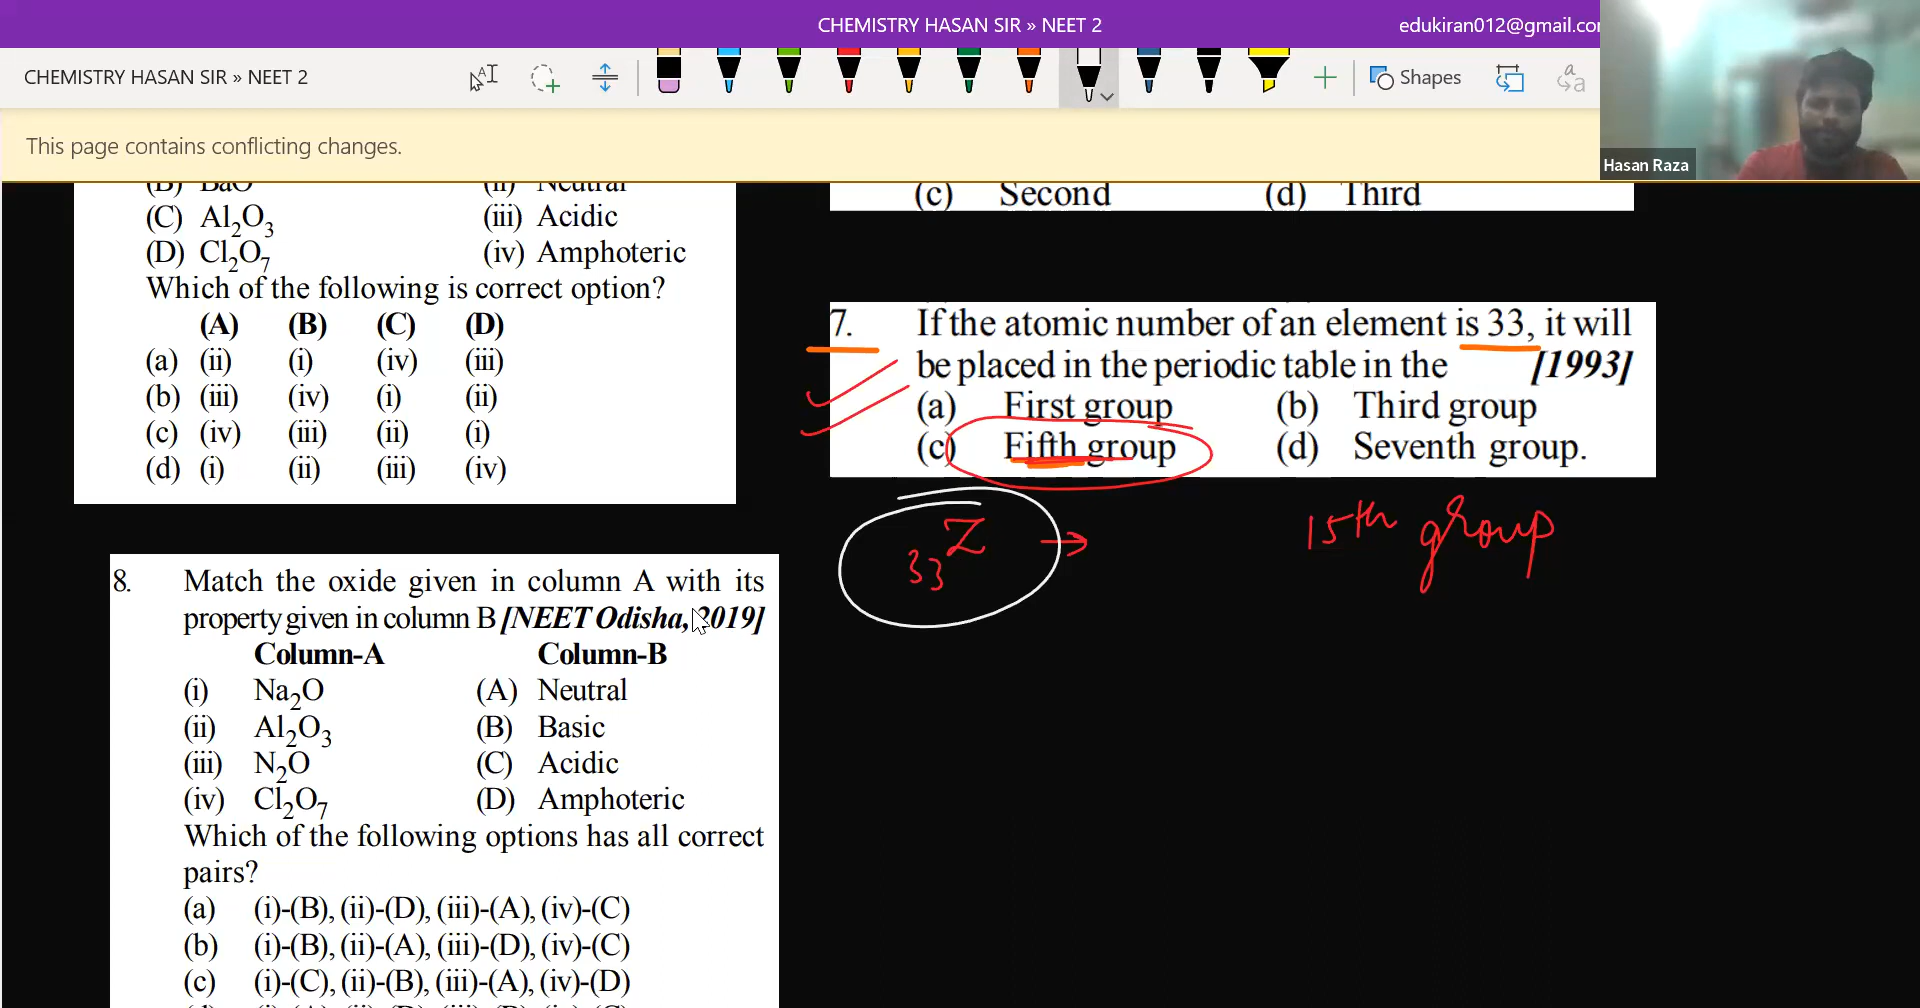 CHEMISTRY HASAN SIR » NEET 2
CHEMISTRY HASAN SIR » NEET 2
Shapes
This page contains conflicting changes.
Hasan Raza
(B) BaO (ii) Neutral
(C) Al2O3 (iii) Acidic
(D) Cl2O7 (iv) Amphoteric
Which of the following is correct option?
(A) (B) (C) (D)
(a) (ii) (i) (iv) (iii)
(b) (iii) (iv) (i) (ii)
(c) (iv) (iii) (ii) (i)
(d) (i) (ii) (iii) (iv)
8. Match the oxide given in column A with its
property given in column B [NEET Odisha, 2019]
Column-A Column-B
(i) Na2O (A) Neutral
(ii) Al2O3 (B) Basic
(iii) N2O (C) Acidic
(iv) Cl2O7 (D) Amphoteric
Which of the following options has all correct
pairs?
(a) (i)-(B), (ii)-(D), (iii)-(A), (iv)-(C)
(b) (i)-(B), (ii)-(A), (iii)-(D), (iv)-(C)
(c) (i)-(C), (ii)-(B), (iii)-(A), (iv)-(D)
(c) Second (d) Third
7. If the atomic number of an element is 33, it will
be placed in the periodic table in the [1993]
(a) First group (b) Third group
(c) Fifth group (d) Seventh group.
33Z → 15th group